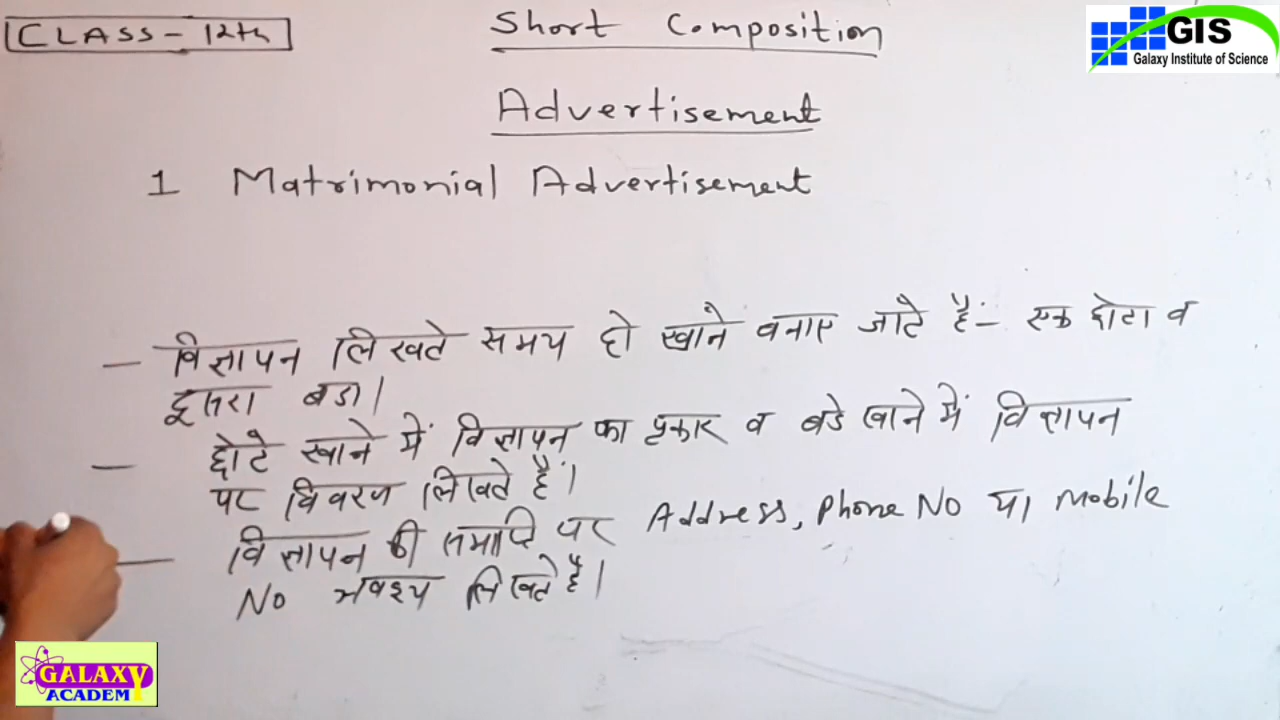 CLASS - 12th
Short Composition
GIS
Galaxy Institute of Science
Advertisement
1 Matrimonial Advertisement
— विज्ञापन लिखते समय दो खाने बनाए जाते हैं - एक छोटा व
दूसरा बडा।
— छोटे खाने में विज्ञापन का प्रकार व बडे खाने में विज्ञापन
पर विवरण लिखते हैं।
— विज्ञापन की समाप्ति पर Address, Phone No या Mobile
No अवश्य लिखते है।
GALAXY
ACADEMY